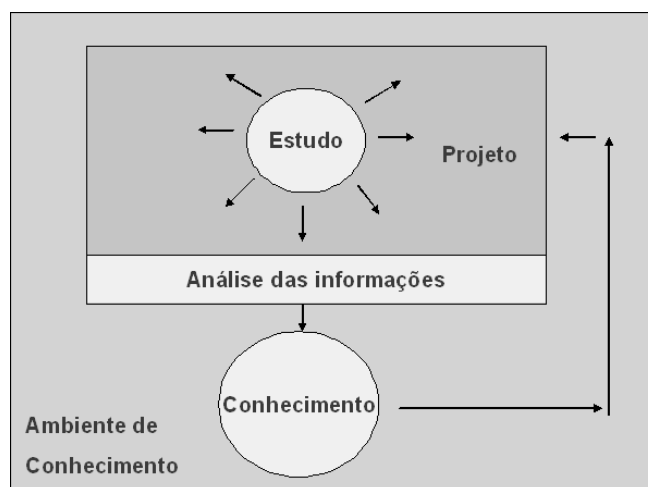 Estudo
Projeto
Análise das informações
Conhecimento
Ambiente de
Conhecimento